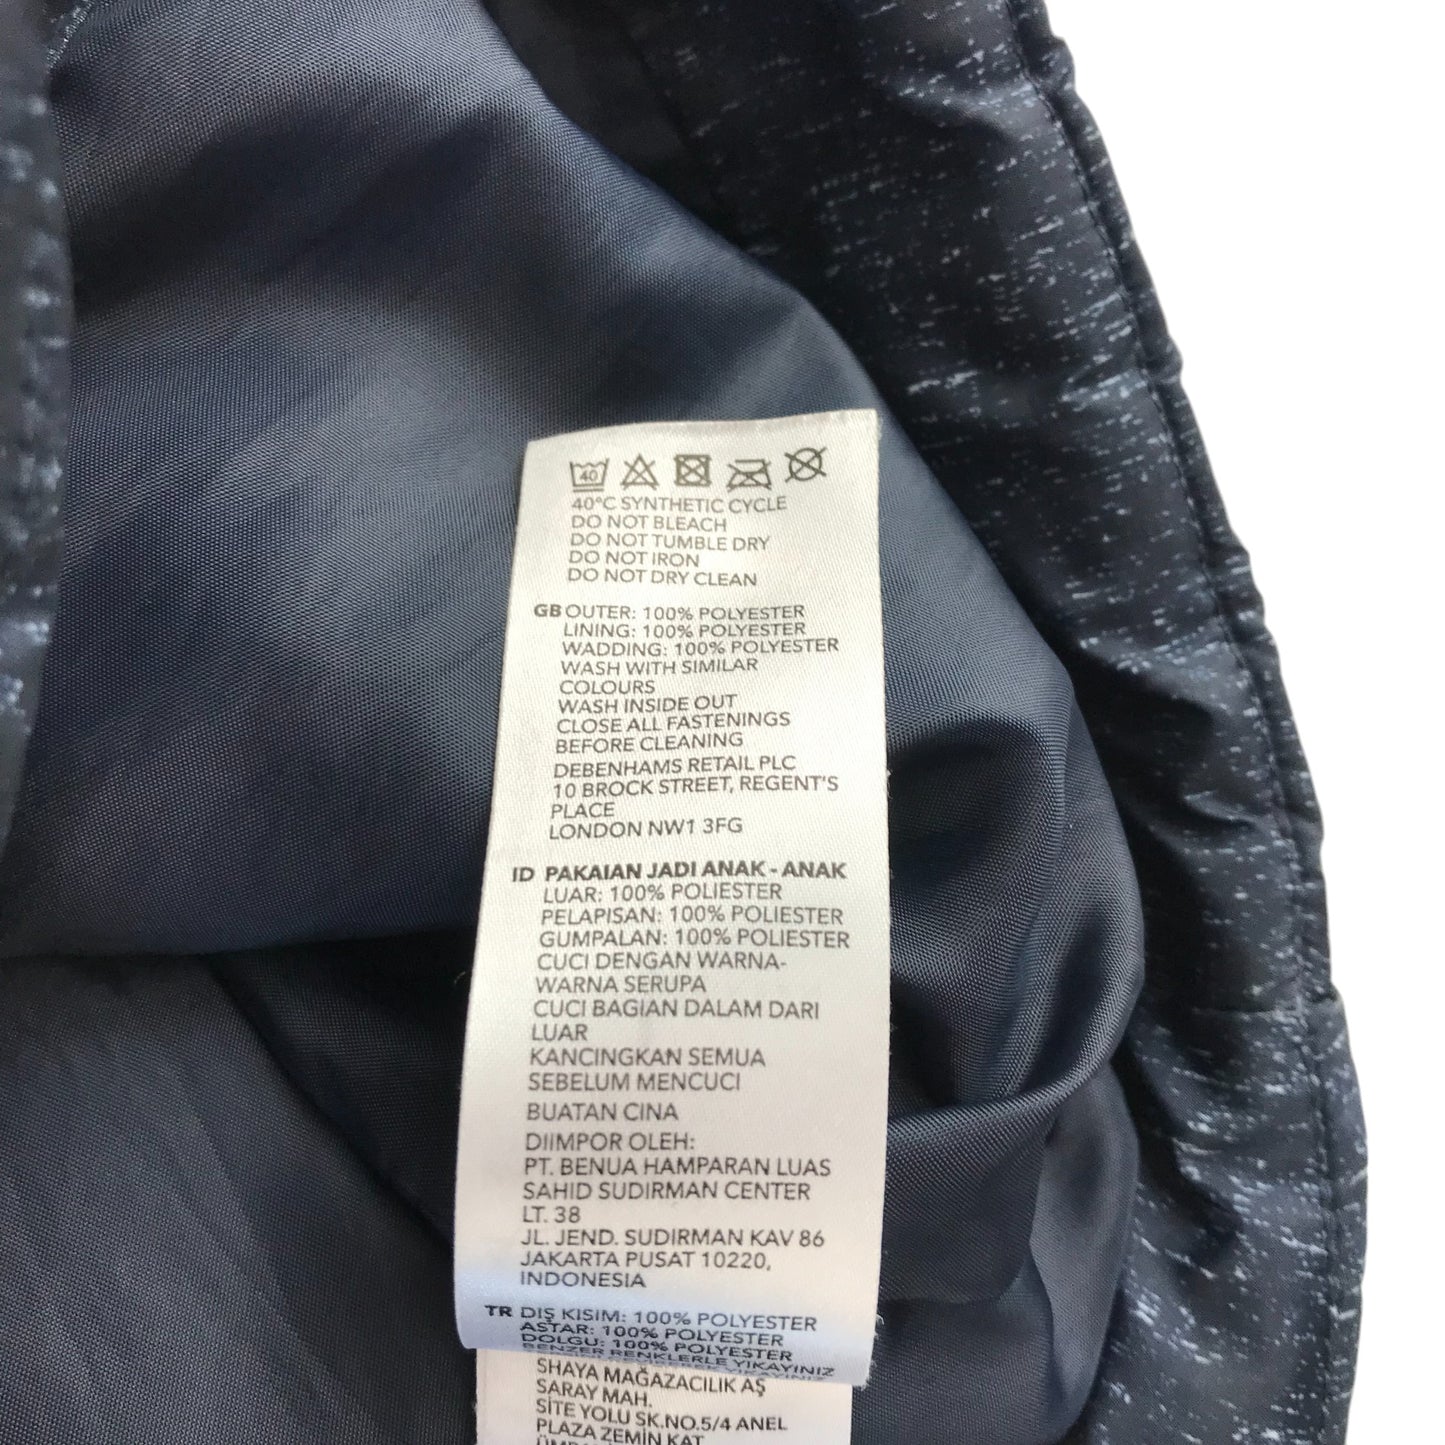 40
40°C SYNTHETIC CYCLE
DO NOT BLEACH
DO NOT TUMBLE DRY
DO NOT IRON
DO NOT DRY CLEAN
GB OUTER: 100% POLYESTER
LINING: 100% POLYESTER
WADDING: 100% POLYESTER
WASH WITH SIMILAR
COLOURS
WASH INSIDE OUT
CLOSE ALL FASTENINGS
BEFORE CLEANING
DEBENHAMS RETAIL PLC
10 BROCK STREET, REGENT'S
PLACE
LONDON NW1 3FG
ID PAKAIAN JADI ANAK - ANAK
LUAR: 100% POLIESTER
PELAPISAN: 100% POLIESTER
GUMPALAN: 100% POLIESTER
CUCI DENGAN WARNA-
WARNA SERUPA
CUCI BAGIAN DALAM DARI
LUAR
KANCINGKAN SEMUA
SEBELUM MENCUCI
BUATAN CINA
DIIMPOR OLEH:
PT. BENUA HAMPARAN LUAS
SAHID SUDIRMAN CENTER
LT. 38
JL. JEND. SUDIRMAN KAV 86
JAKARTA PUSAT 10220,
INDONESIA
TR DIŞ KISIM: 100% POLYESTER
ASTAR: 100% POLYESTER
DOLGU: 100% POLYESTER
BENZER RENKLERLE YIKAYINIZ
YIKAYINIZ
SHAYA MAĞAZACILIK AŞ
SARAY MAH.
SİTE YOLU SK.NO.5/4 ANEL
PLAZA ZEMİN KAT